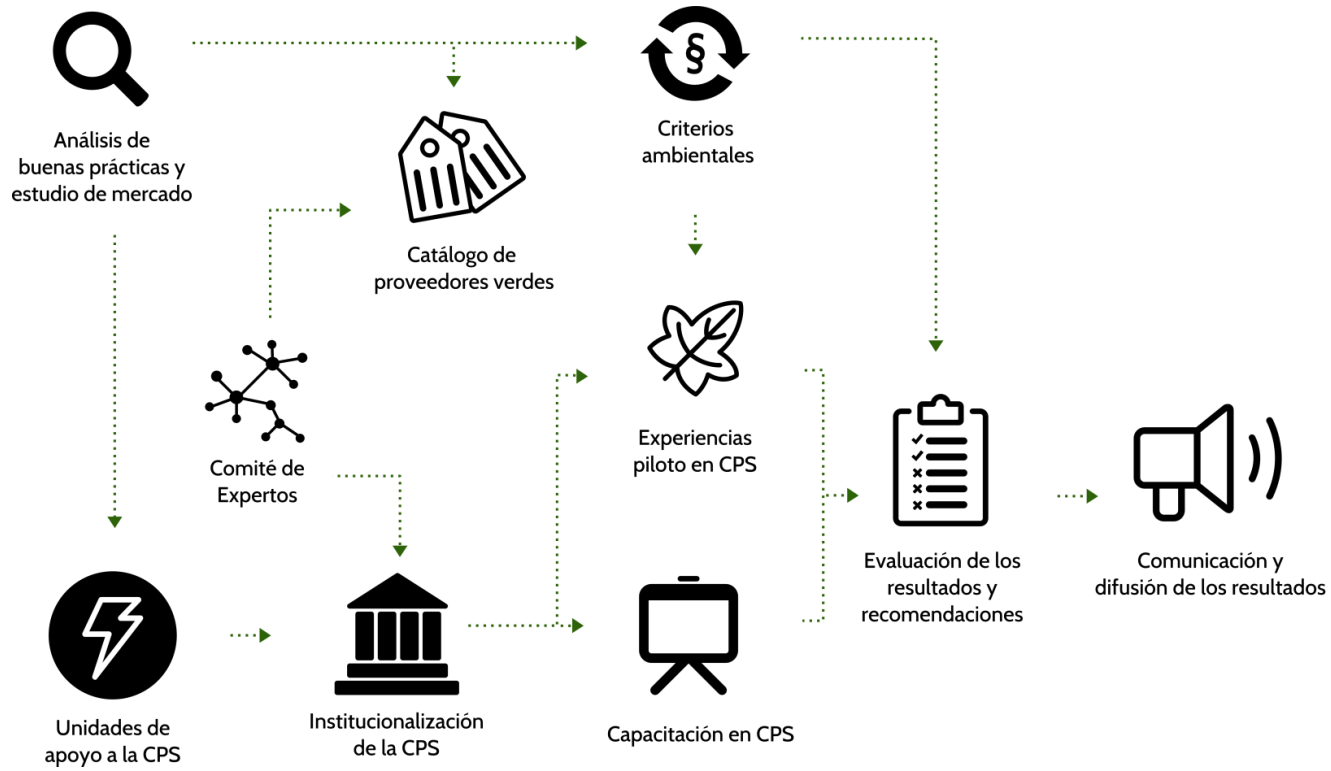 §
Análisis de
buenas prácticas y
estudio de mercado
Criterios
ambientales
Catálogo de
proveedores verdes
Comité de
Expertos
Experiencias
piloto en CPS
Evaluación de los
resultados y
recomendaciones
Comunicación y
difusión de los resultados
Unidades de
apoyo a la CPS
Institucionalización
de la CPS
Capacitación en CPS